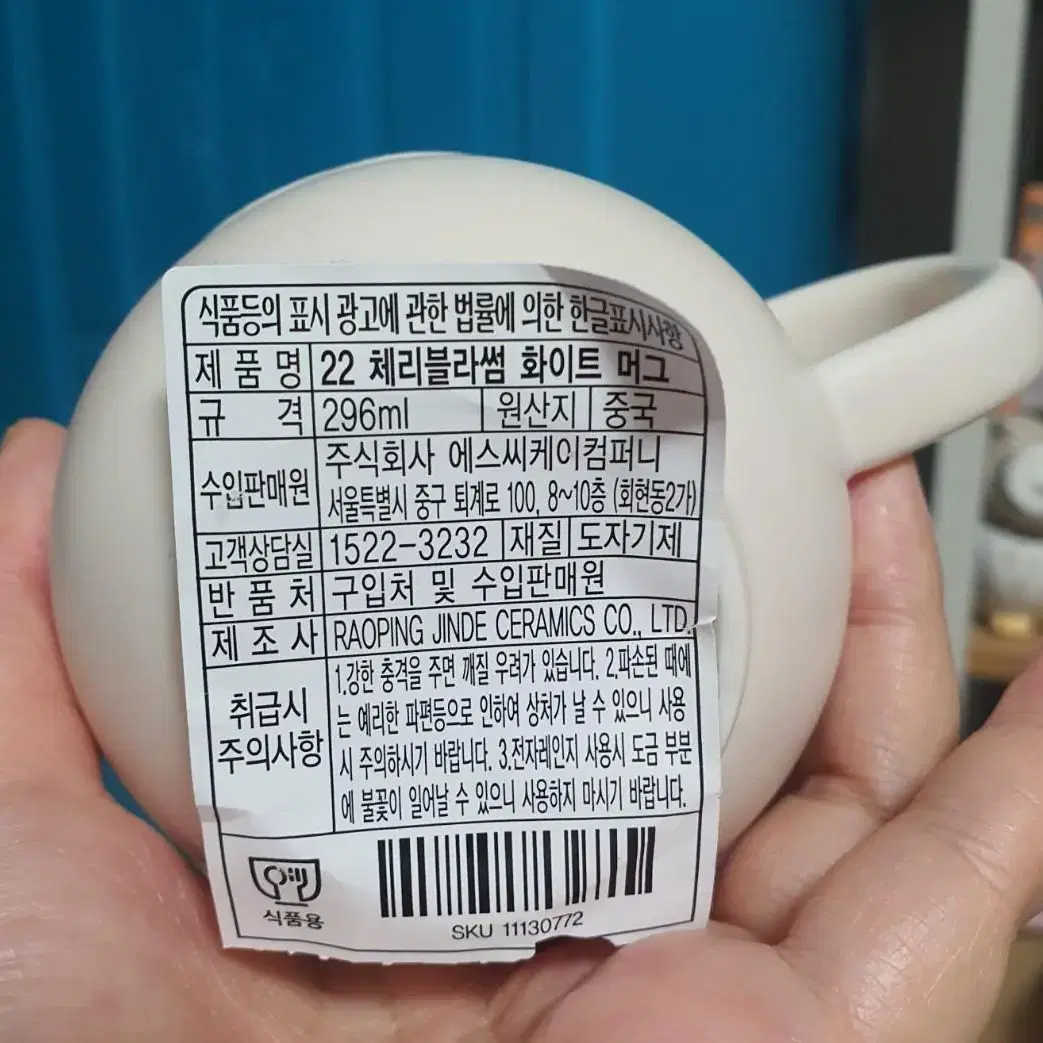 식품등의 표시 광고에 관한 법률에 의한 한글표시사항
제 품 명 22 체리블라썸 화이트 머그
규 격 296ml 원산지 중국
수입판매원 주식회사 에스씨케이컴퍼니
서울특별시 중구 퇴계로 100, 8~10층 (회현동2가)
고객상담실 1522-3232 재질 도자기제
반 품 처 구입처 및 수입판매원
제 조 사 RAOPING JINDE CERAMICS CO., LTD.
취급시 주의사항
1.강한 충격을 주면 깨질 우려가 있습니다. 2.파손된 때에
는 예리한 파편등으로 인하여 상처가 날 수 있으니 사용
시 주의하시기 바랍니다. 3.전자레인지 사용시 도금 부분
에 불꽃이 일어날 수 있으니 사용하지 마시기 바랍니다.
식품용
SKU 11130772